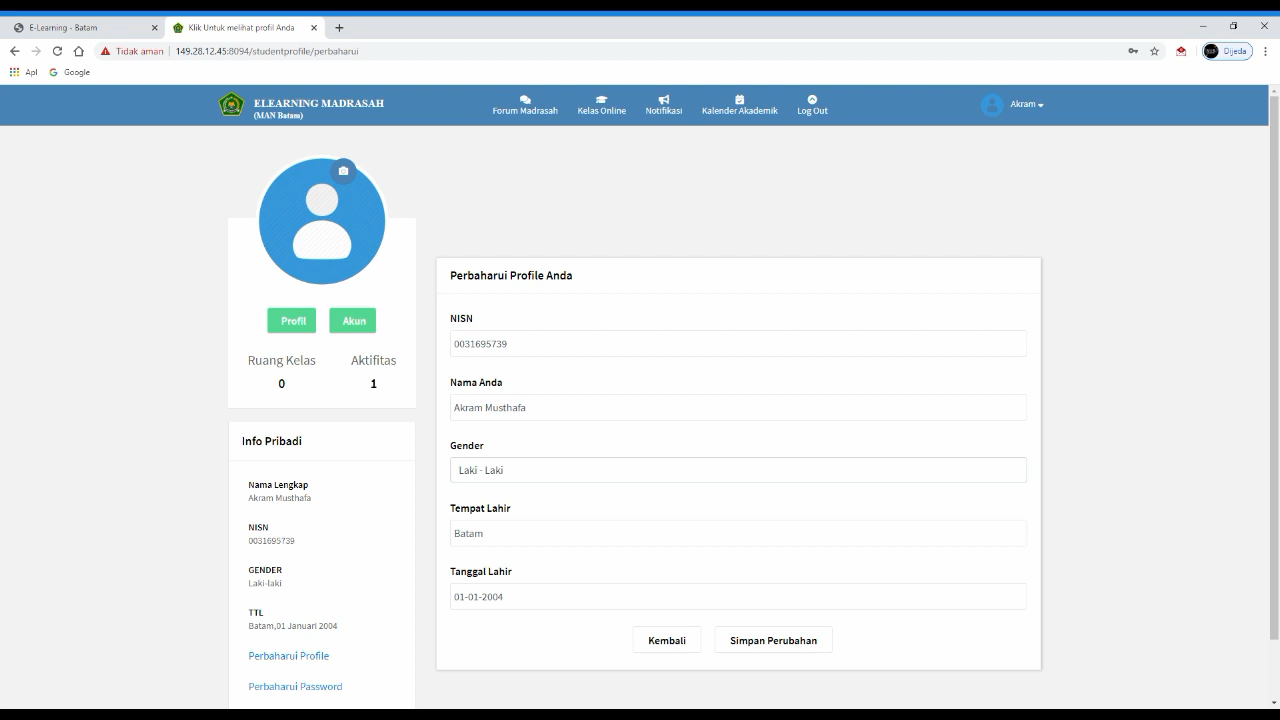 E-Learning - Batam
Klik Untuk melihat profil Anda
Tidak aman
149.28.12.45:8094/studentprofile/perbaharui
Dijeda
Apl
Google
ELEARNING MADRASAH
(MAN Batam)
Forum Madrasah
Kelas Online
Notifikasi
Kalender Akademik
Log Out
Akram
Profil
Akun
Ruang Kelas
Aktifitas
0
1
Info Pribadi
Nama Lengkap
Akram Musthafa
NISN
0031695739
GENDER
Laki-laki
TTL
Batam,01 Januari 2004
Perbaharui Profile
Perbaharui Password
Perbaharui Profile Anda
NISN
0031695739
Nama Anda
Akram Musthafa
Gender
Laki - Laki
Tempat Lahir
Batam
Tanggal Lahir
01-01-2004
Kembali
Simpan Perubahan